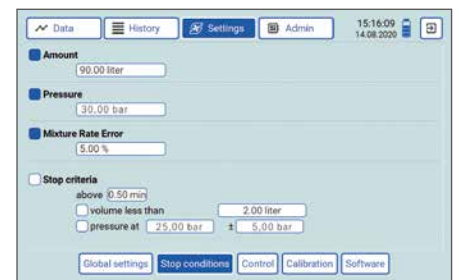 Data History Settings Admin 15:16:09
14.08.2020
Amount
90.00 liter
Pressure
30.00 bar
Mixture Rate Error
5.00 %
Stop criteria
above 0.50 min
volume less than 2.00 liter
pressure at 25.00 bar ± 5.00 bar
Global settings Stop conditions Control Calibration Software